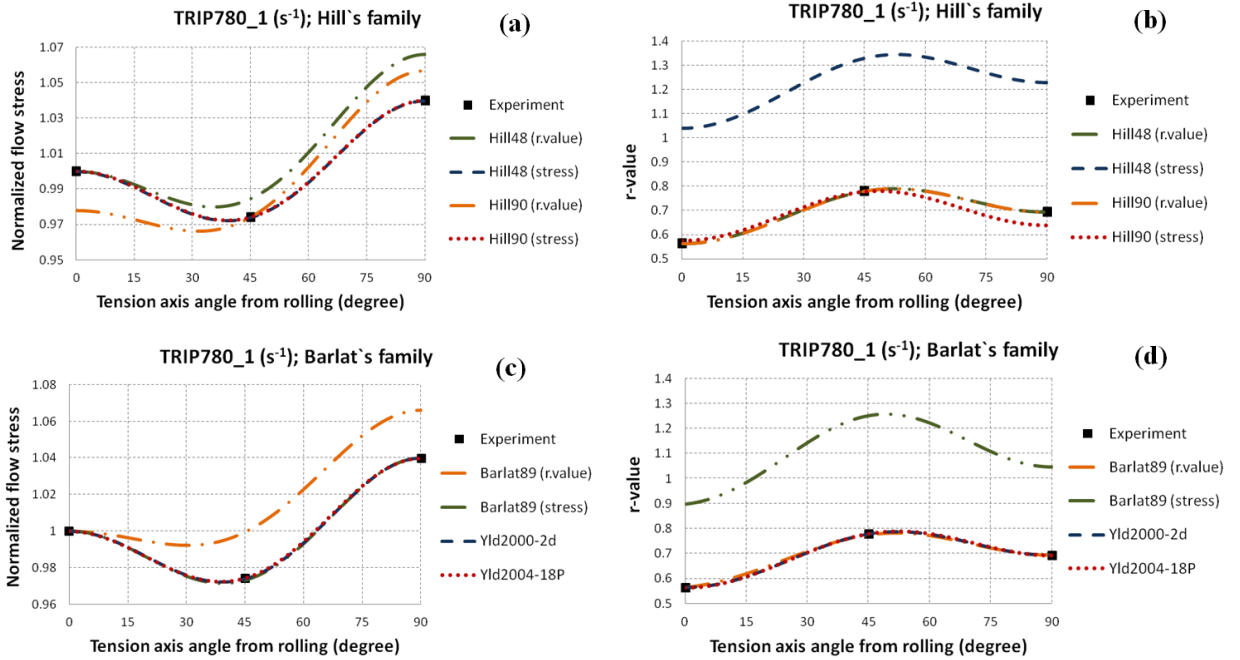 TRIP780_1 (s-1); Hill`s family
(a)
Normalized flow stress
1.07
1.05
1.03
1.01
0.99
0.97
0.95
0
15
30
45
60
75
90
Tension axis angle from rolling (degree)
Experiment
Hill48 (r.value)
Hill48 (stress)
Hill90 (r.value)
Hill90 (stress)
TRIP780_1 (s-1); Hill`s family
(b)
r-value
1.4
1.3
1.2
1.1
1
0.9
0.8
0.7
0.6
0.5
0
15
30
45
60
75
90
Tension axis angle from rolling (degree)
Experiment
Hill48 (r.value)
Hill48 (stress)
Hill90 (r.value)
Hill90 (stress)
TRIP780_1 (s-1); Barlat`s family
(c)
Normalized flow stress
1.08
1.06
1.04
1.02
1
0.98
0.96
0
15
30
45
60
75
90
Tension axis angle from rolling (degree)
Experiment
Barlat89 (r.value)
Barlat89 (stress)
Yld2000-2d
Yld2004-18P
TRIP780_1 (s-1); Barlat`s family
(d)
r-value
1.4
1.3
1.2
1.1
1
0.9
0.8
0.7
0.6
0.5
0
15
30
45
60
75
90
Tension axis angle from rolling (degree)
Experiment
Barlat89 (r.value)
Barlat89 (stress)
Yld2000-2d
Yld2004-18P